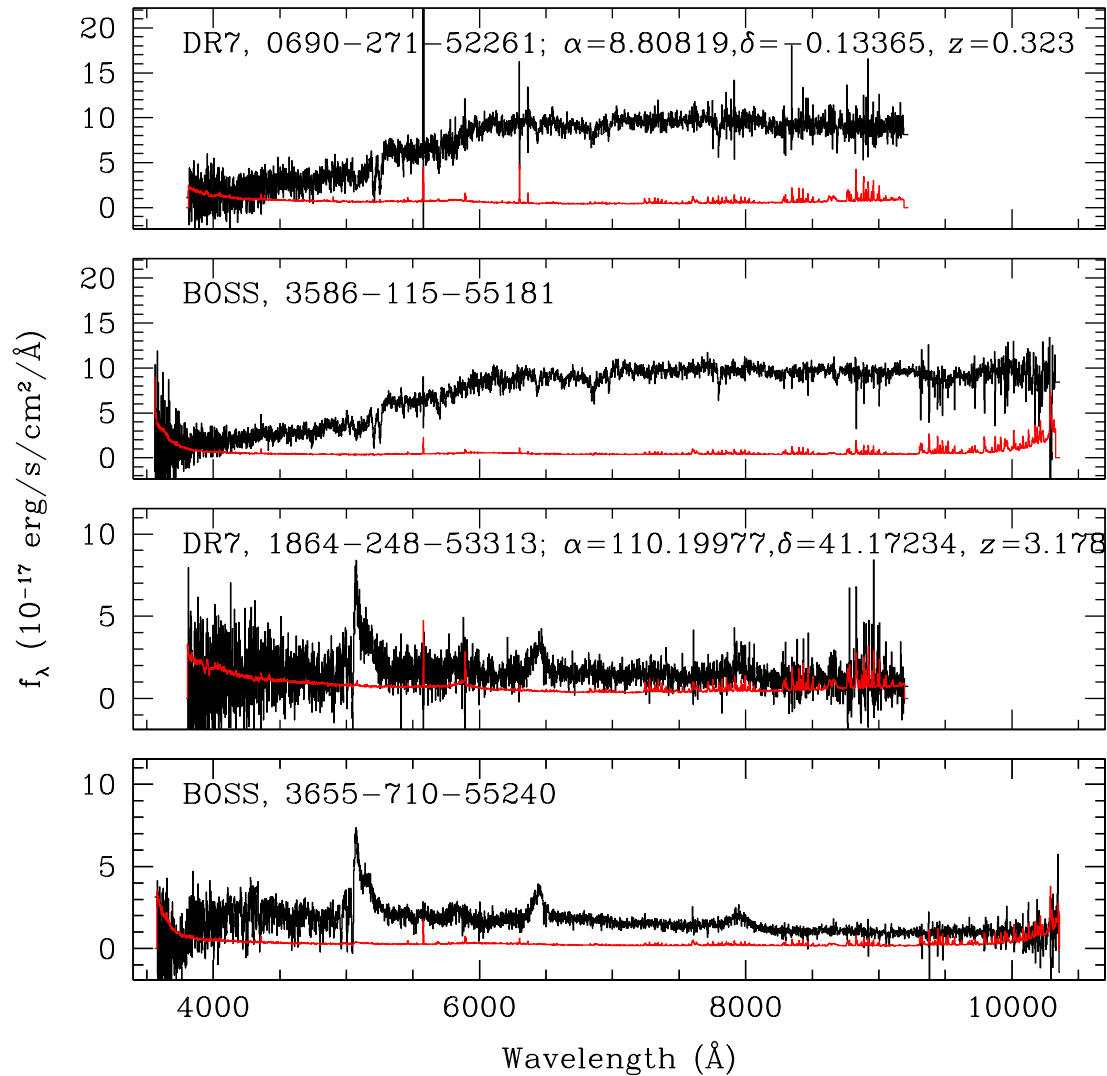 DR7, 0690−271−52261; α=8.80819,δ=−0.13365, z=0.323
20
15
10
5
0
BOSS, 3586−115−55181
20
15
10
5
0
DR7, 1864−248−53313; α=110.19977,δ=41.17234, z=3.178
10
5
0
BOSS, 3655−710−55240
10
5
0
4000 6000 8000 10000
Wavelength (Å)
f_λ (10⁻¹⁷ erg/s/cm²/Å)